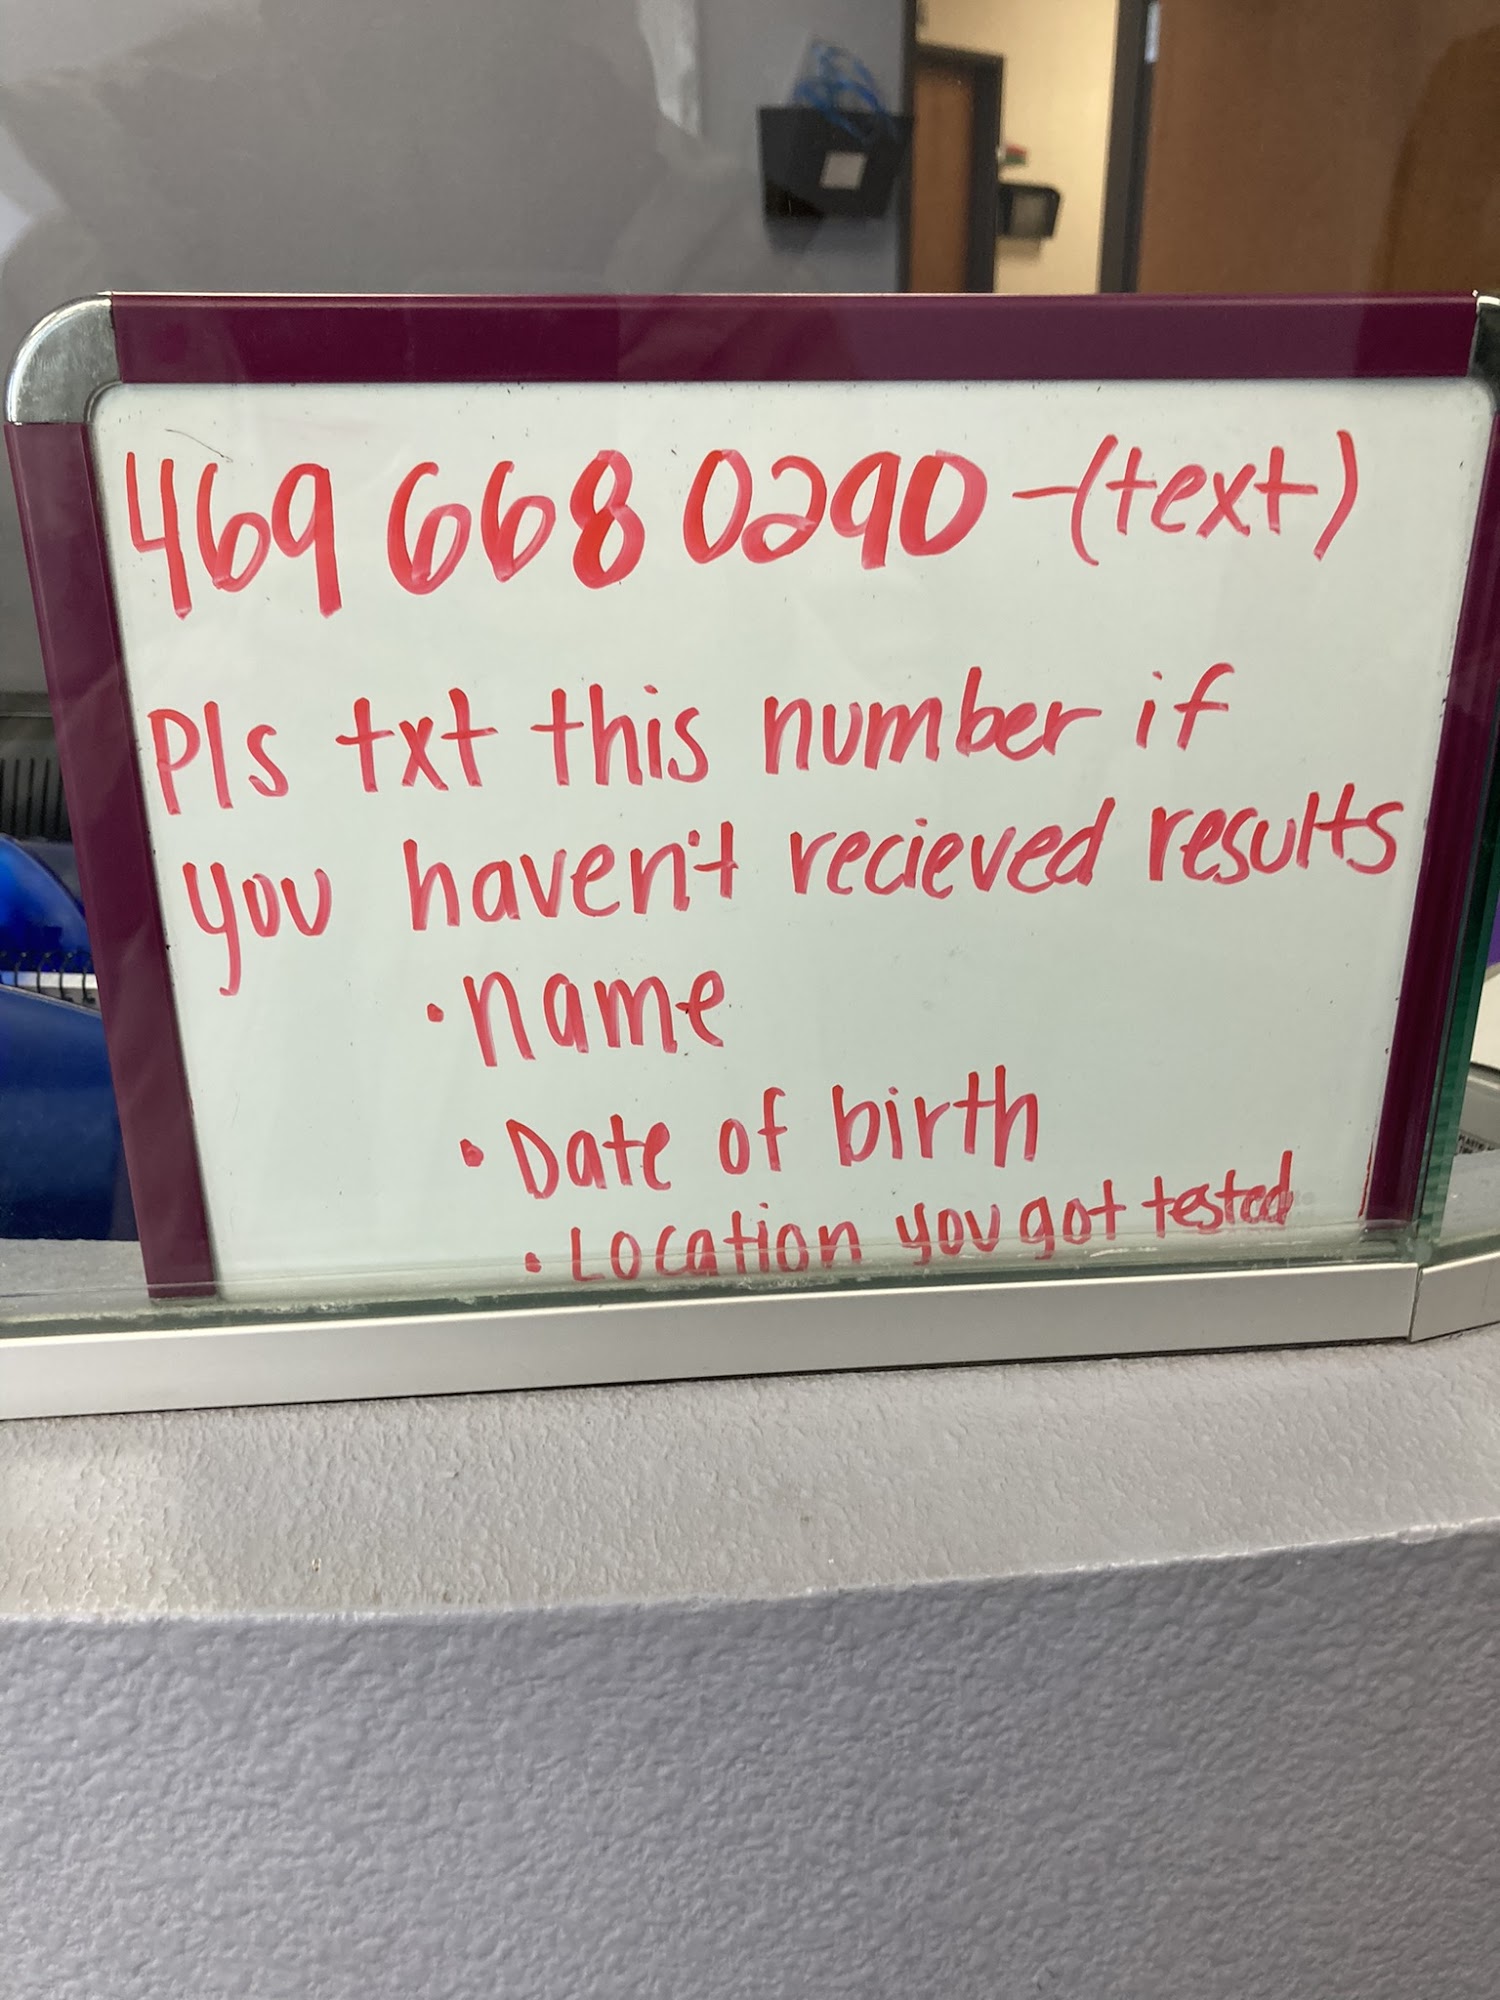 469 668 0290 -(text)
Pls txt this number if
you haven't recieved results
• name
• Date of birth
• Location you got tested